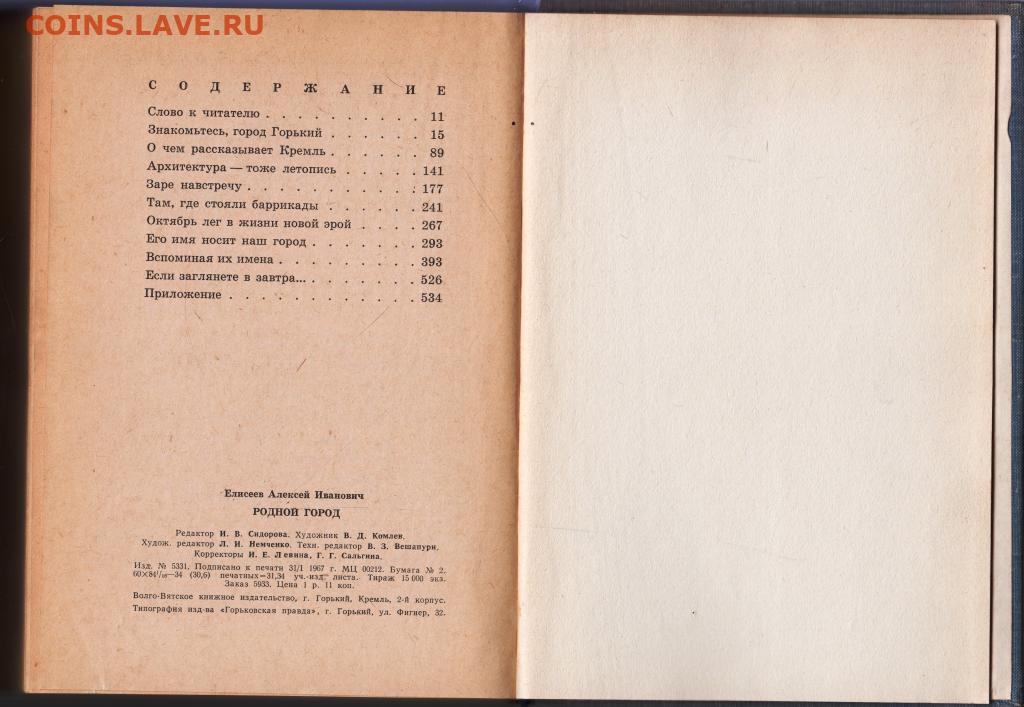 COINS.LAVE.RU
СОДЕРЖАНИЕ
Слово к читателю . . . . . . . . . . 11
Знакомьтесь, город Горький . . . . . . 15
О чем рассказывает Кремль . . . . . . 89
Архитектура — тоже летопись . . . . . 141
Заре навстречу . . . . . . . . . . . 177
Там, где стояли баррикады . . . . . . 241
Октябрь лег в жизни новой эрой . . . . 267
Его имя носит наш город . . . . . . . 293
Вспоминая их имена . . . . . . . . . 393
Если заглянете в завтра... . . . . . . . 526
Приложение . . . . . . . . . . . . 534
Елисеев Алексей Иванович
РОДНОЙ ГОРОД
Редактор И. В. Сидорова. Художник В. Д. Комлев.
Худож. редактор Л. И. Немченко. Техн. редактор В. З. Вешапури.
Корректоры И. Е. Левина, Г. Г. Сальгина.
Изд. № 5331. Подписано к печати 31/I 1967 г. МЦ 00212. Бумага № 2.
60×84¹/₁₆—34 (30,6) печатных=31,34 уч.-изд. листа. Тираж 15 000 экз.
Заказ 5933. Цена 1 р. 11 коп.
Волго-Вятское книжное издательство, г. Горький, Кремль, 2-й корпус.
Типография изд-ва «Горьковская правда», г. Горький, ул. Фигнер, 32.